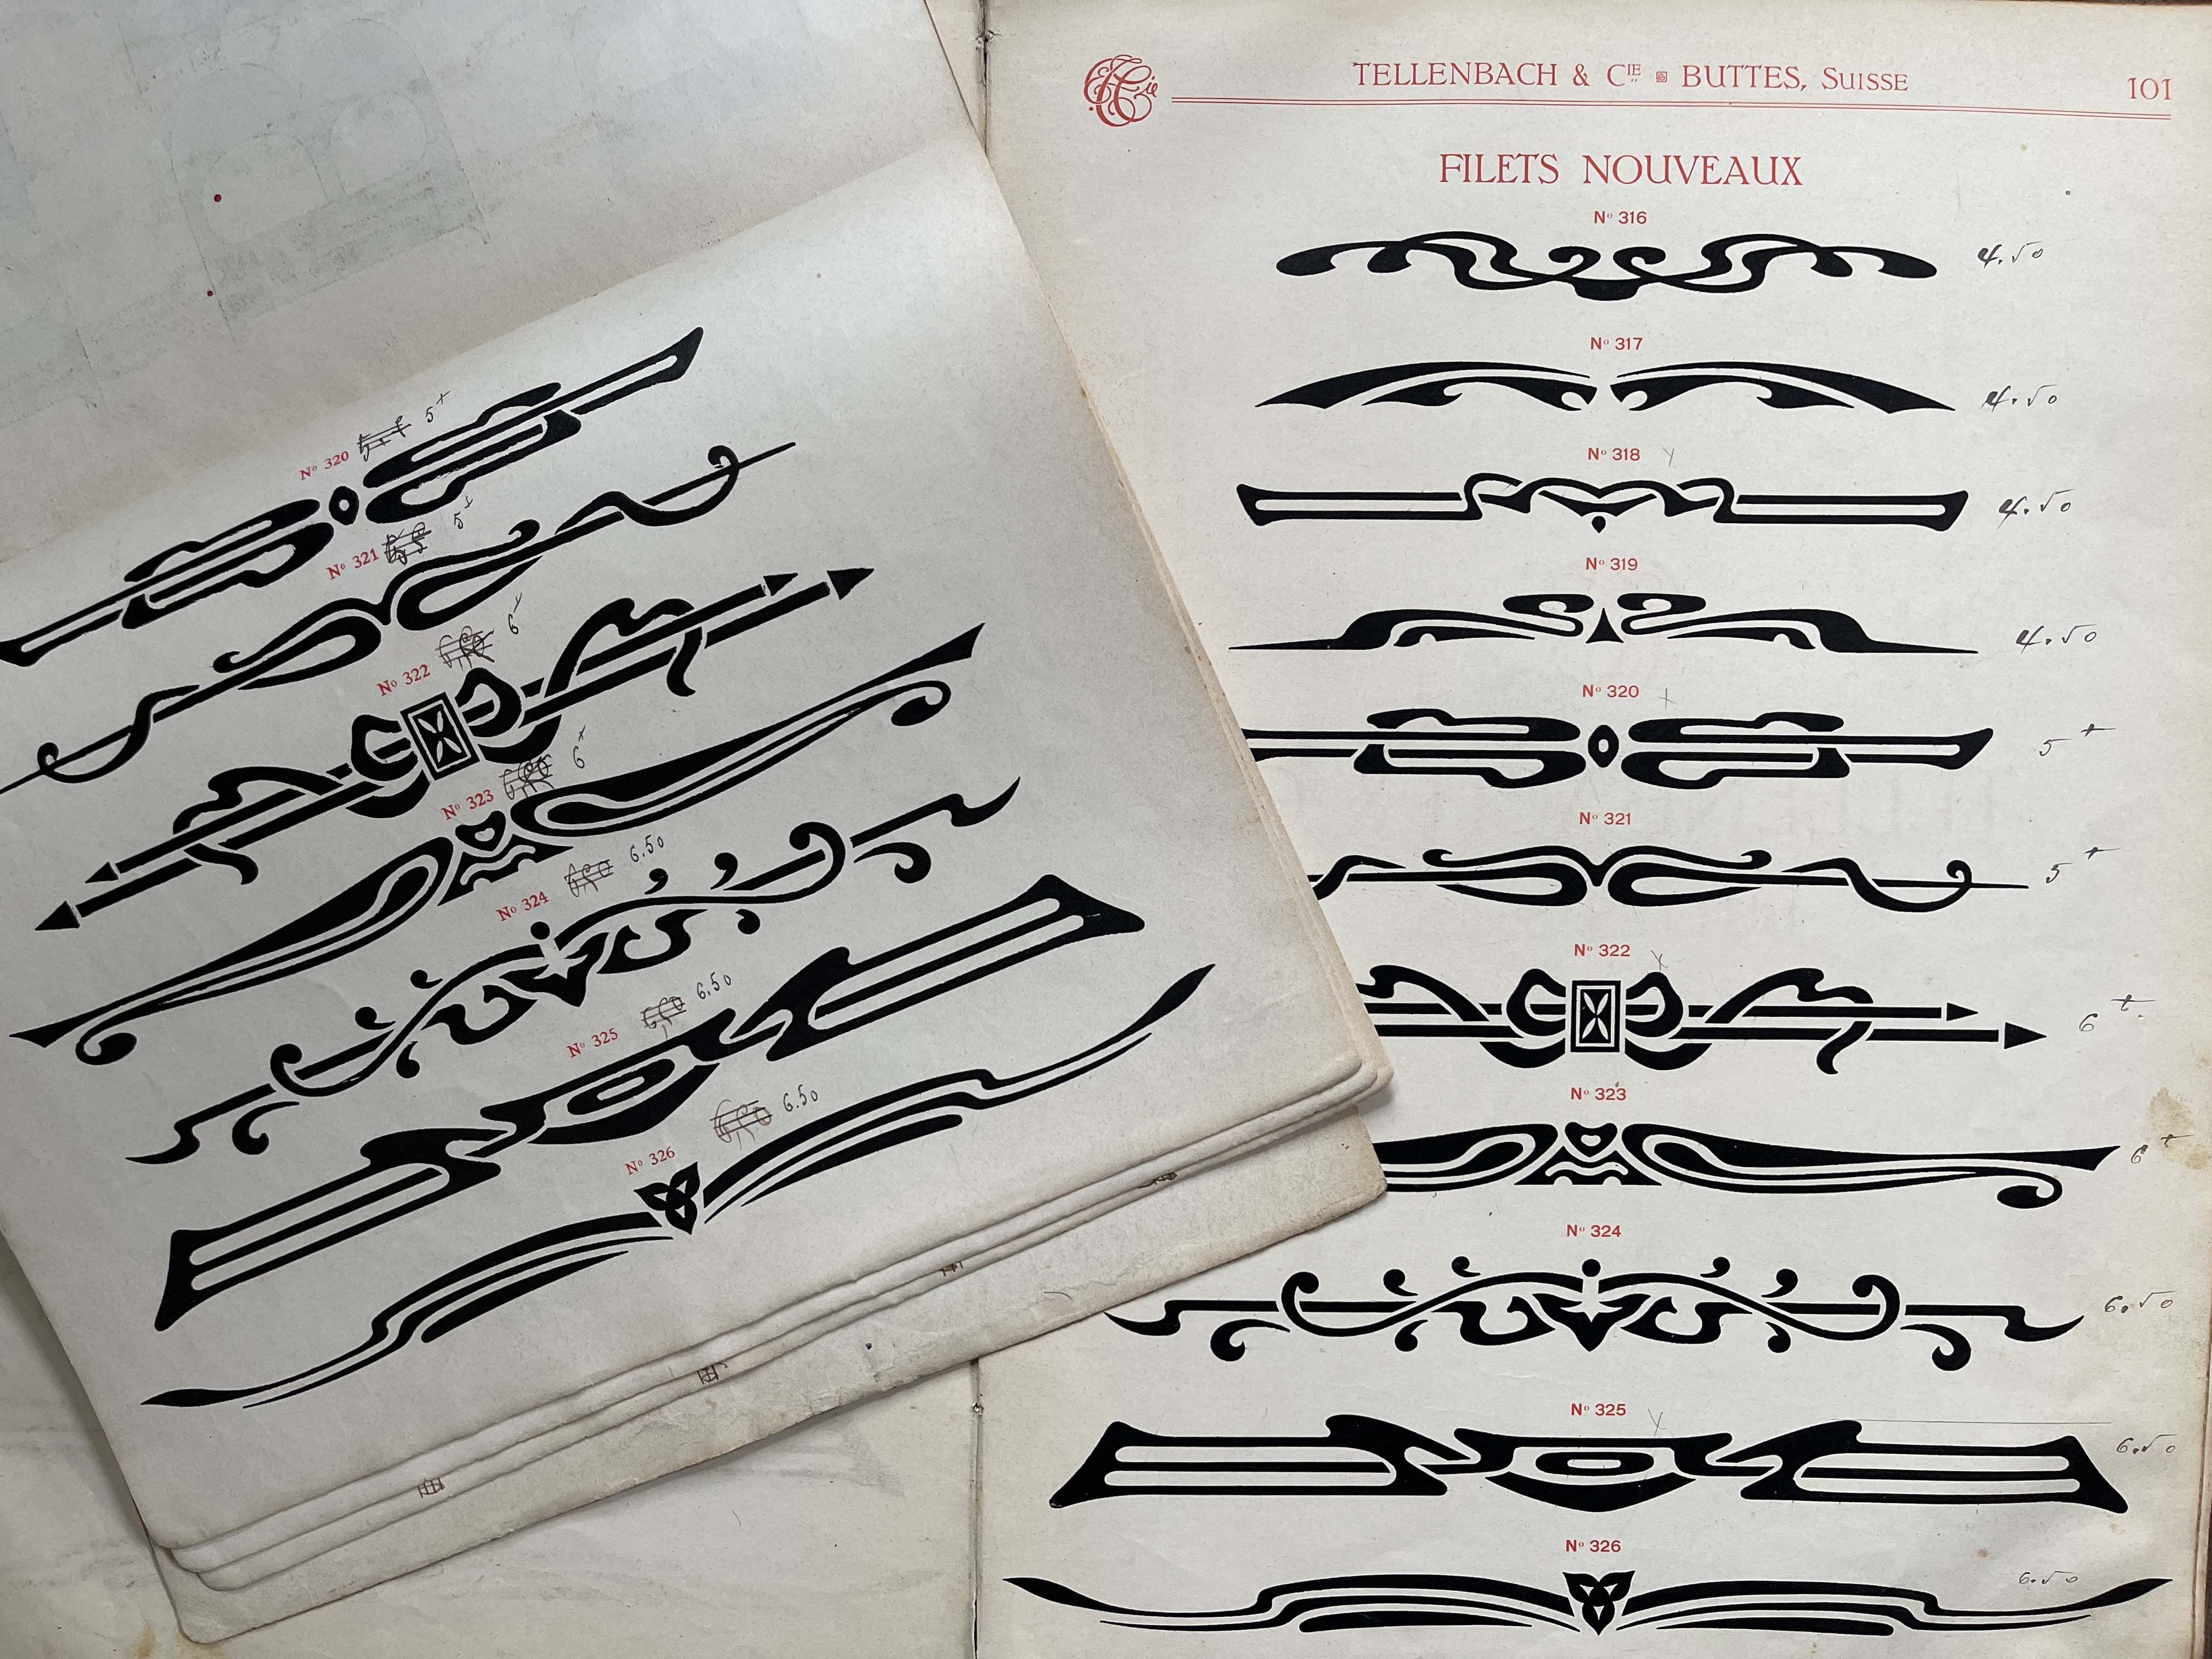 Nº 320 5+
Nº 321 5+
Nº 322 6+
Nº 323 6+
Nº 324 6.50
Nº 325 6.50
Nº 326 6.50
TELLENBACH & CIE BUTTES, SUISSE 101
FILETS NOUVEAUX
Nº 316
4.50
Nº 317
4.50
Nº 318
4.50
Nº 319
4.50
Nº 320
5
Nº 321
5
Nº 322
6
Nº 323
6
Nº 324
6.50
Nº 325
6.50
Nº 326
6.50